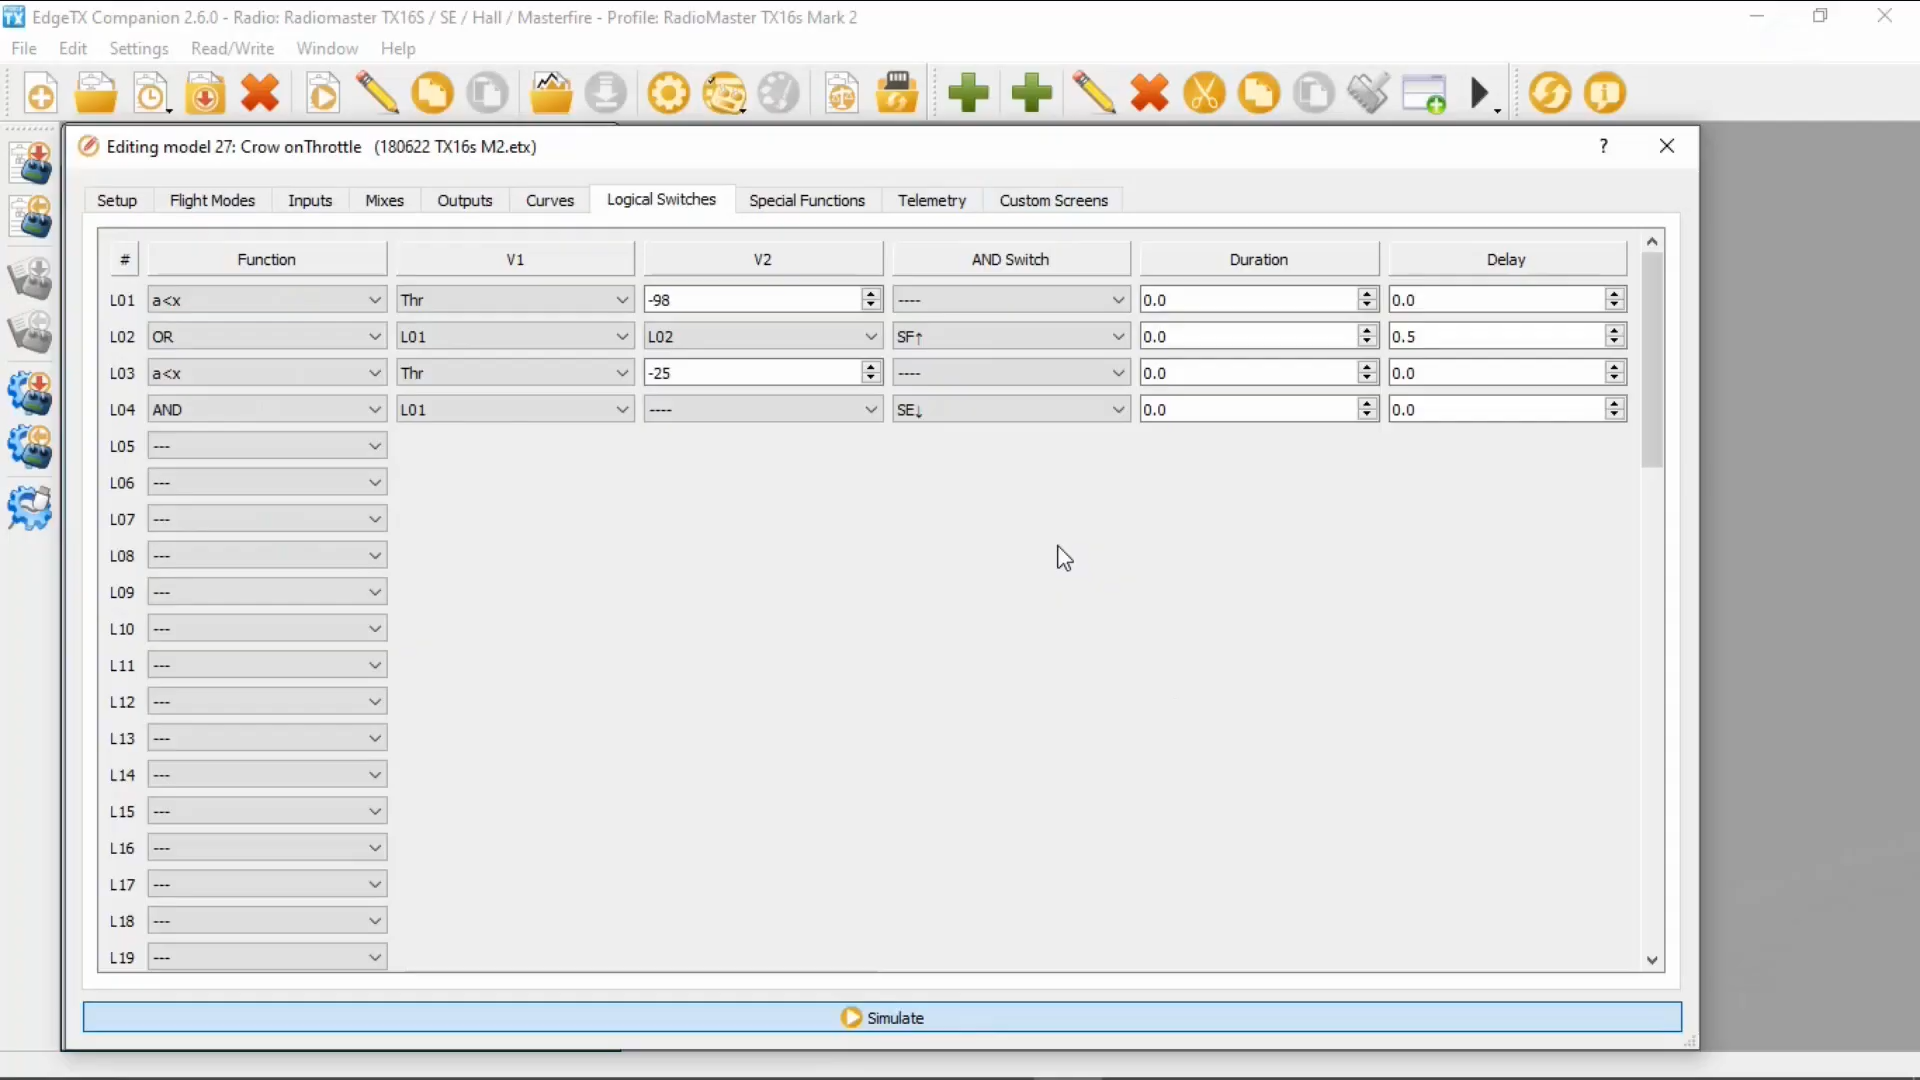 EdgeTX Companion 2.6.0 - Radio: Radiomaster TX16S / SE / Hall / Masterfire - Profile: RadioMaster TX16s Mark 2
File Edit Settings Read/Write Window Help
Editing model 27: Crow onThrottle (180622 TX16s M2.etx) ?
Setup Flight Modes Inputs Mixes Outputs Curves Logical Switches Special Functions Telemetry Custom Screens
# Function V1 V2 AND Switch Duration Delay
L01 a<x Thr -98 ---- 0.0 0.0
L02 OR L01 L02 SF↑ 0.0 0.5
L03 a<x Thr -25 ---- 0.0 0.0
L04 AND L01 ---- SE↓ 0.0 0.0
L05 ---
L06 ---
L07 ---
L08 ---
L09 ---
L10 ---
L11 ---
L12 ---
L13 ---
L14 ---
L15 ---
L16 ---
L17 ---
L18 ---
L19 ---
Simulate